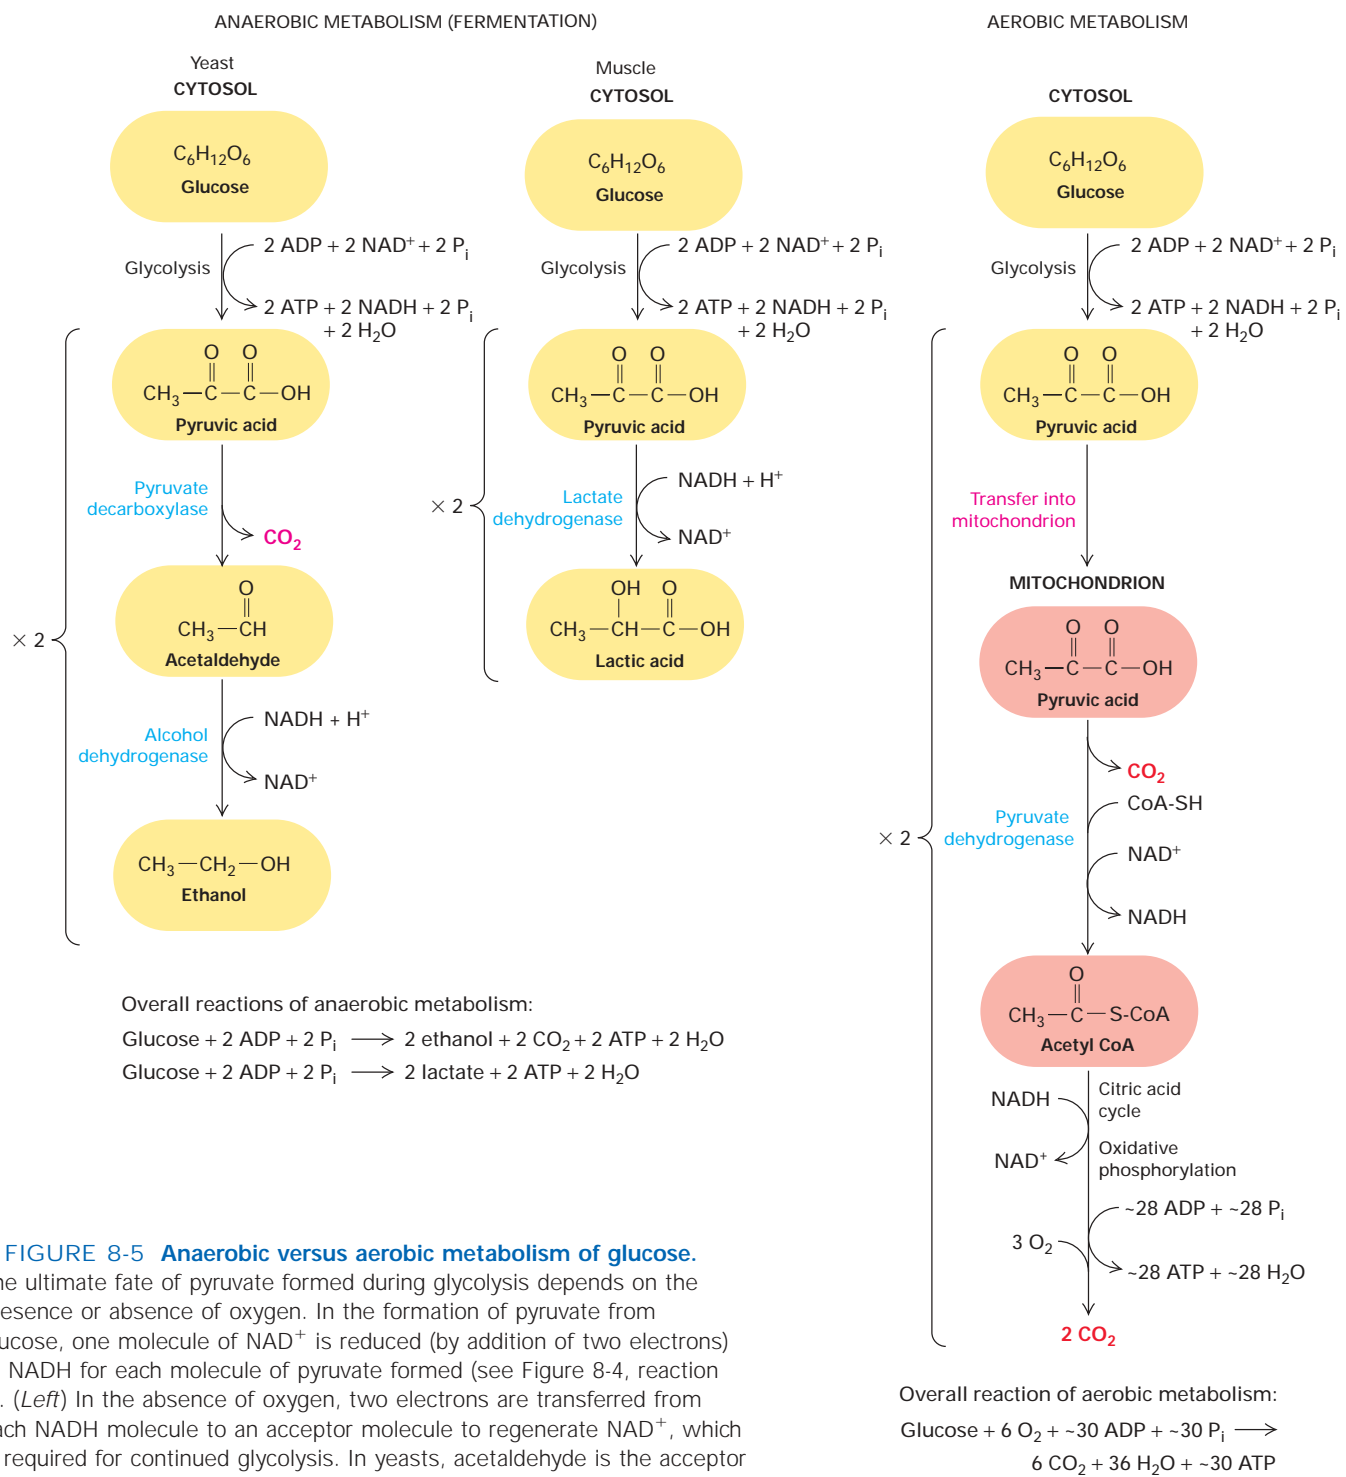 ANAEROBIC METABOLISM (FERMENTATION)
Yeast
CYTOSOL
C6H12O6
Glucose
Glycolysis
2 ADP + 2 NAD+ + 2 Pi
2 ATP + 2 NADH + 2 Pi
+ 2 H2O
× 2
O O
CH3—C—C—OH
Pyruvic acid
Pyruvate
decarboxylase
CO2
O
CH3—CH
Acetaldehyde
Alcohol
dehydrogenase
NADH + H+
NAD+
CH3—CH2—OH
Ethanol
Muscle
CYTOSOL
C6H12O6
Glucose
Glycolysis
2 ADP + 2 NAD+ + 2 Pi
2 ATP + 2 NADH + 2 Pi
+ 2 H2O
× 2
O O
CH3—C—C—OH
Pyruvic acid
Lactate
dehydrogenase
NADH + H+
NAD+
OH O
CH3—CH—C—OH
Lactic acid
Overall reactions of anaerobic metabolism:
Glucose + 2 ADP + 2 Pi ⟶ 2 ethanol + 2 CO2 + 2 ATP + 2 H2O
Glucose + 2 ADP + 2 Pi ⟶ 2 lactate + 2 ATP + 2 H2O
AEROBIC METABOLISM
CYTOSOL
C6H12O6
Glucose
Glycolysis
2 ADP + 2 NAD+ + 2 Pi
2 ATP + 2 NADH + 2 Pi
+ 2 H2O
× 2
O O
CH3—C—C—OH
Pyruvic acid
Transfer into
mitochondrion
MITOCHONDRION
O O
CH3—C—C—OH
Pyruvic acid
CO2
CoA-SH
Pyruvate
dehydrogenase
NAD+
NADH
O
CH3—C—S-CoA
Acetyl CoA
NADH
Citric acid
cycle
NAD+
Oxidative
phosphorylation
~28 ADP + ~28 Pi
3 O2
~28 ATP + ~28 H2O
2 CO2
Overall reaction of aerobic metabolism:
Glucose + 6 O2 + ~30 ADP + ~30 Pi ⟶
6 CO2 + 36 H2O + ~30 ATP
FIGURE 8-5 Anaerobic versus aerobic metabolism of glucose.
ultimate fate of pyruvate formed during glycolysis depends on the
or absence of oxygen. In the formation of pyruvate from
one molecule of NAD+ is reduced (by addition of two electrons)
NADH for each molecule of pyruvate formed (see Figure 8-4, reaction
. (Left) In the absence of oxygen, two electrons are transferred from
NADH molecule to an acceptor molecule to regenerate NAD+, which
required for continued glycolysis. In yeasts, acetaldehyde is the acceptor